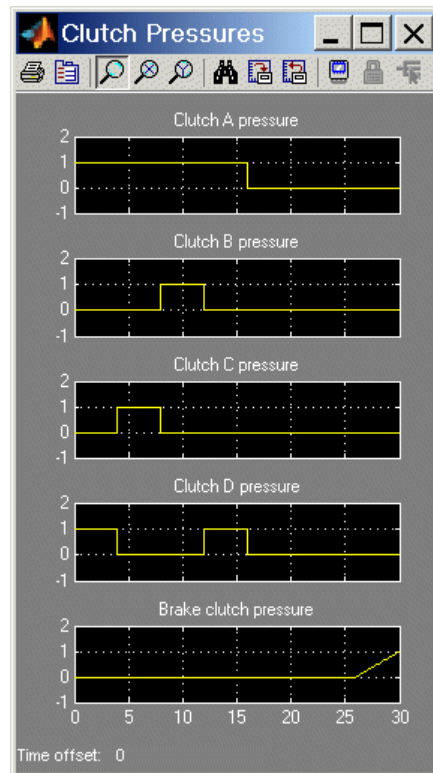 Clutch Pressures
Clutch A pressure
2
1
0
-1
Clutch B pressure
2
1
0
-1
Clutch C pressure
2
1
0
-1
Clutch D pressure
2
1
0
-1
Brake clutch pressure
2
1
0
-1
0 5 10 15 20 25 30
Time offset: 0